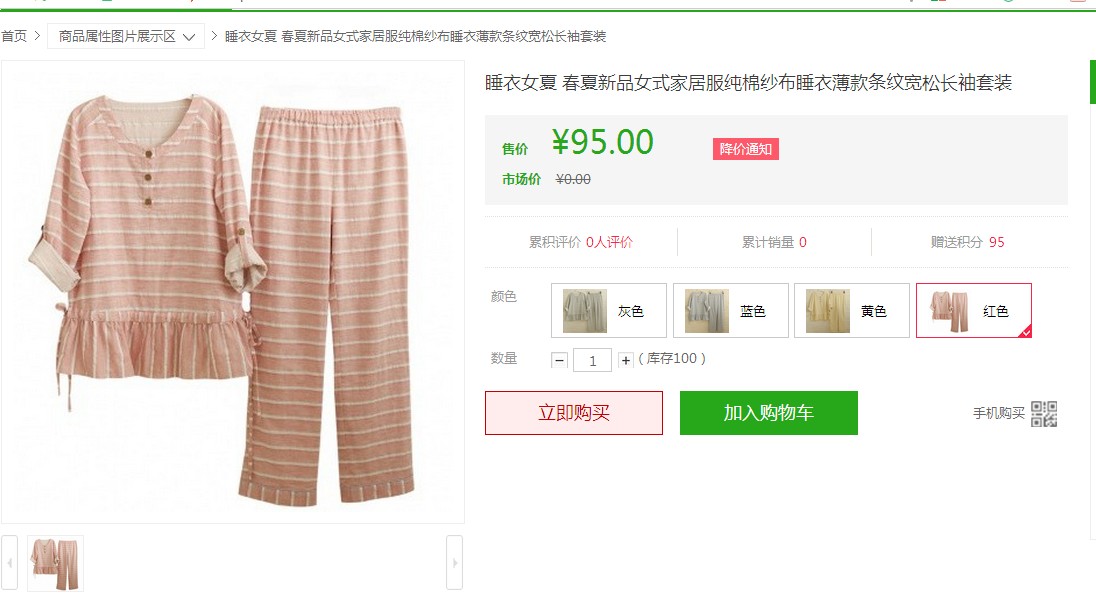 首页 > 商品属性图片展示区 > 睡衣女夏 春夏新品女式家居服纯棉纱布睡衣薄款条纹宽松长袖套装
睡衣女夏 春夏新品女式家居服纯棉纱布睡衣薄款条纹宽松长袖套装
售价 ¥95.00 降价通知
市场价 ¥0.00
累积评价 0人评价 累计销量 0 赠送积分 95
颜色 灰色 蓝色 黄色 红色
数量 − 1 + ( 库存100 )
立即购买 加入购物车 手机购买